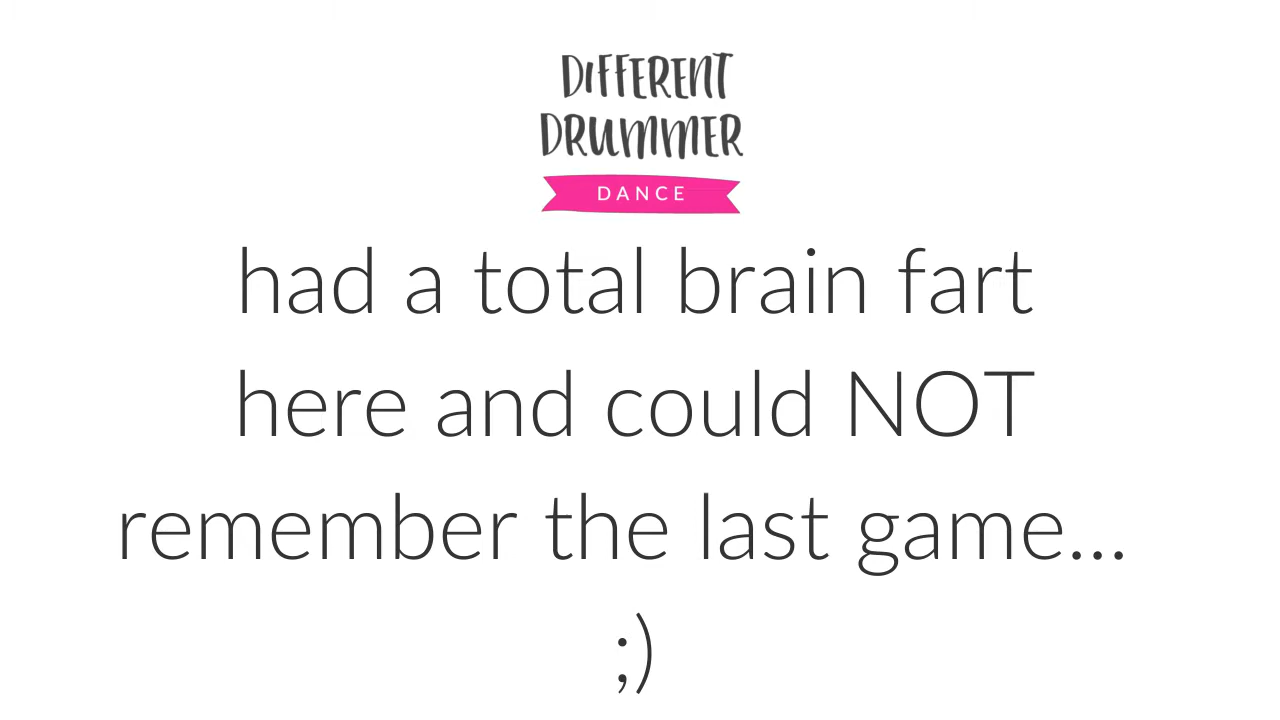 DIFFERENT
DRUMMER
DANCE
had a total brain fart
here and could NOT
remember the last game...
;)